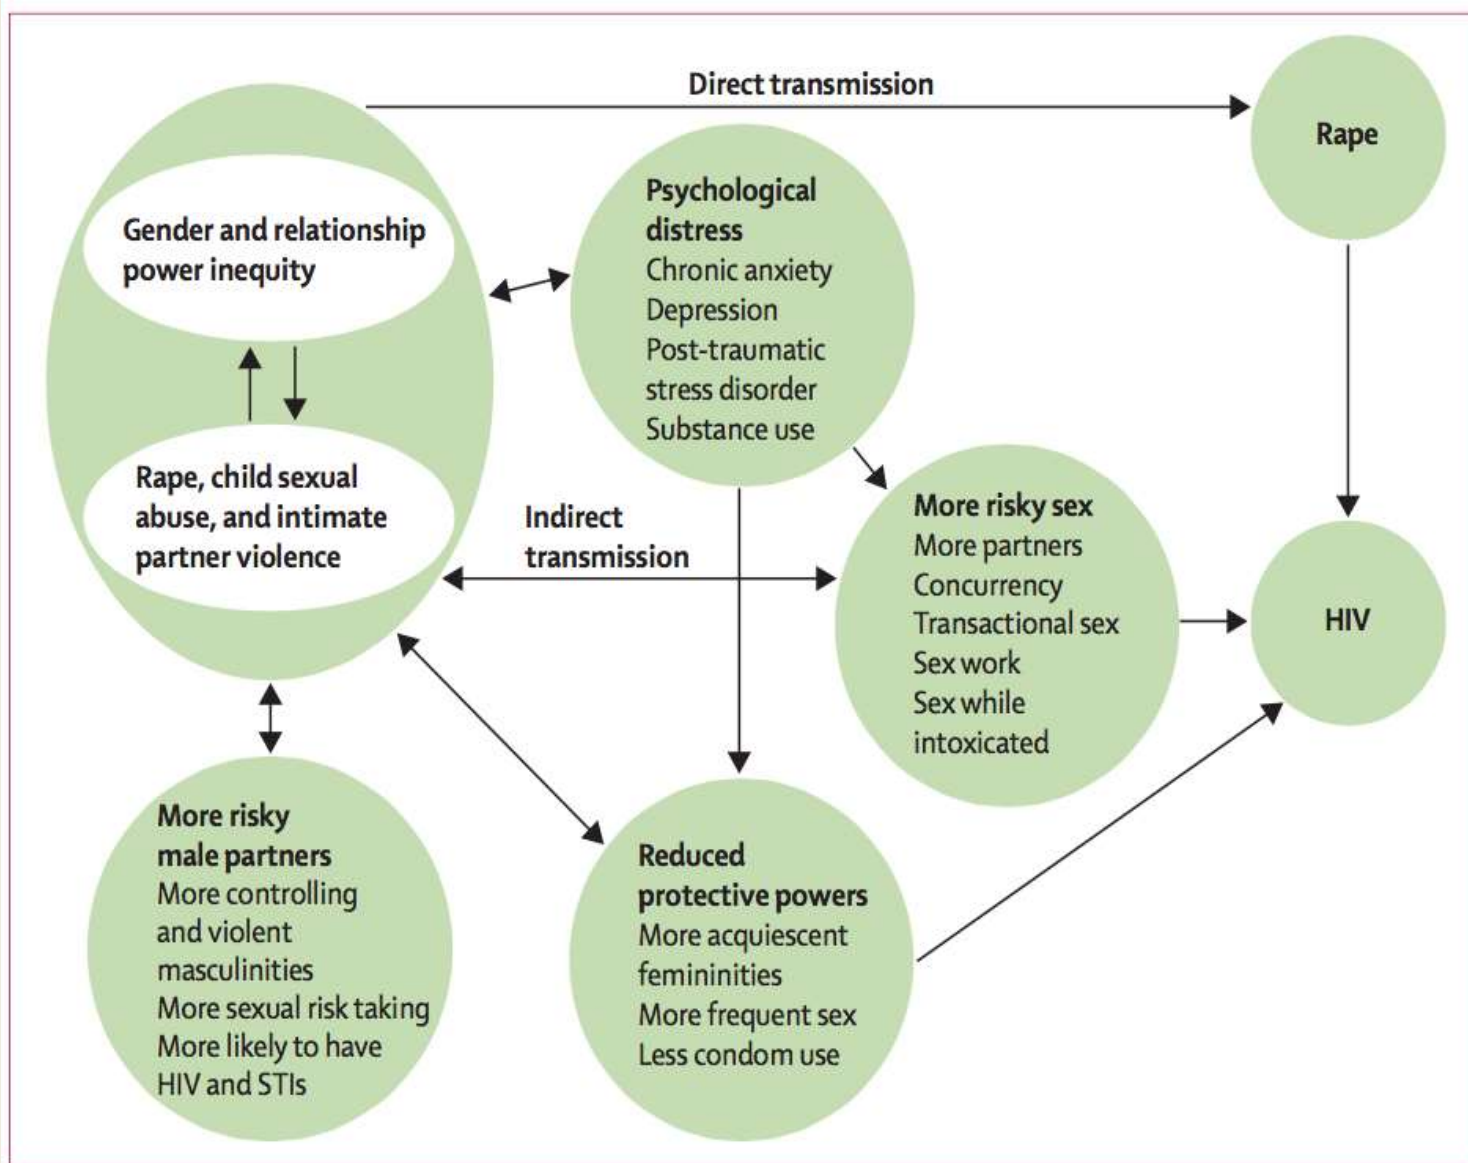 Direct transmission
Rape
Gender and relationship
power inequity
Rape, child sexual
abuse, and intimate
partner violence
Psychological
distress
Chronic anxiety
Depression
Post-traumatic
stress disorder
Substance use
Indirect
transmission
More risky sex
More partners
Concurrency
Transactional sex
Sex work
Sex while
intoxicated
HIV
More risky
male partners
More controlling
and violent
masculinities
More sexual risk taking
More likely to have
HIV and STIs
Reduced
protective powers
More acquiescent
femininities
More frequent sex
Less condom use